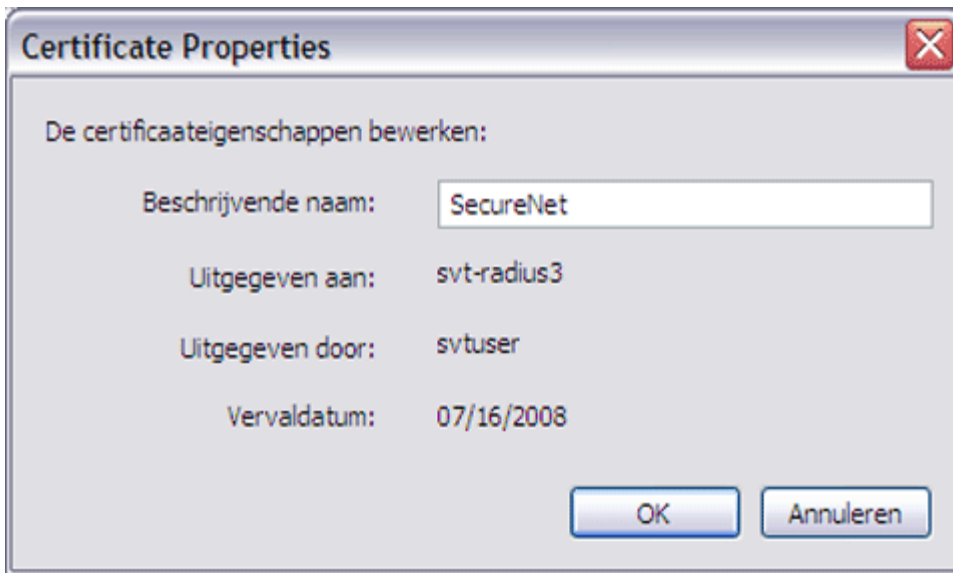 Certificate Properties
De certificaateigenschappen bewerken:
Beschrijvende naam: SecureNet
Uitgegeven aan: svt-radius3
Uitgegeven door: svtuser
Vervaldatum: 07/16/2008
OK Annuleren